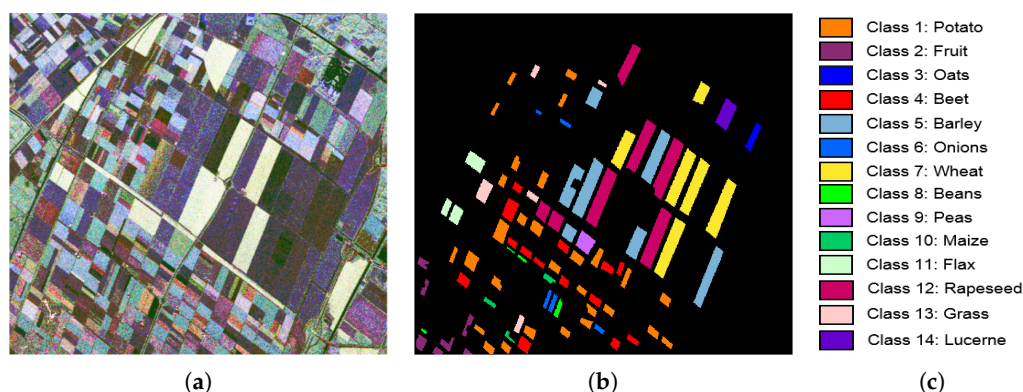 Class 1: Potato
Class 2: Fruit
Class 3: Oats
Class 4: Beet
Class 5: Barley
Class 6: Onions
Class 7: Wheat
Class 8: Beans
Class 9: Peas
Class 10: Maize
Class 11: Flax
Class 12: Rapeseed
Class 13: Grass
Class 14: Lucerne
(a) (b) (c)